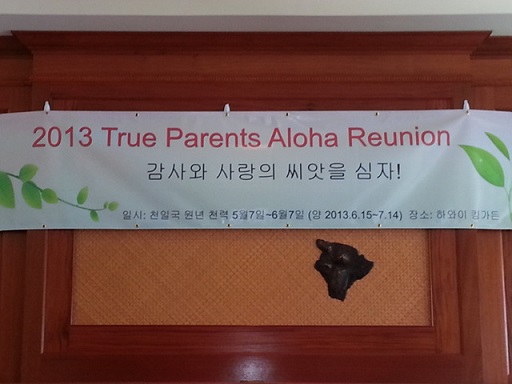 2013 True Parents Aloha Reunion
감사와 사랑의 씨앗을 심자!
일시: 천일국 원년 천력 5월7일~6월7일 (양 2013.6.15~7.14) 장소: 하와이 킹가든